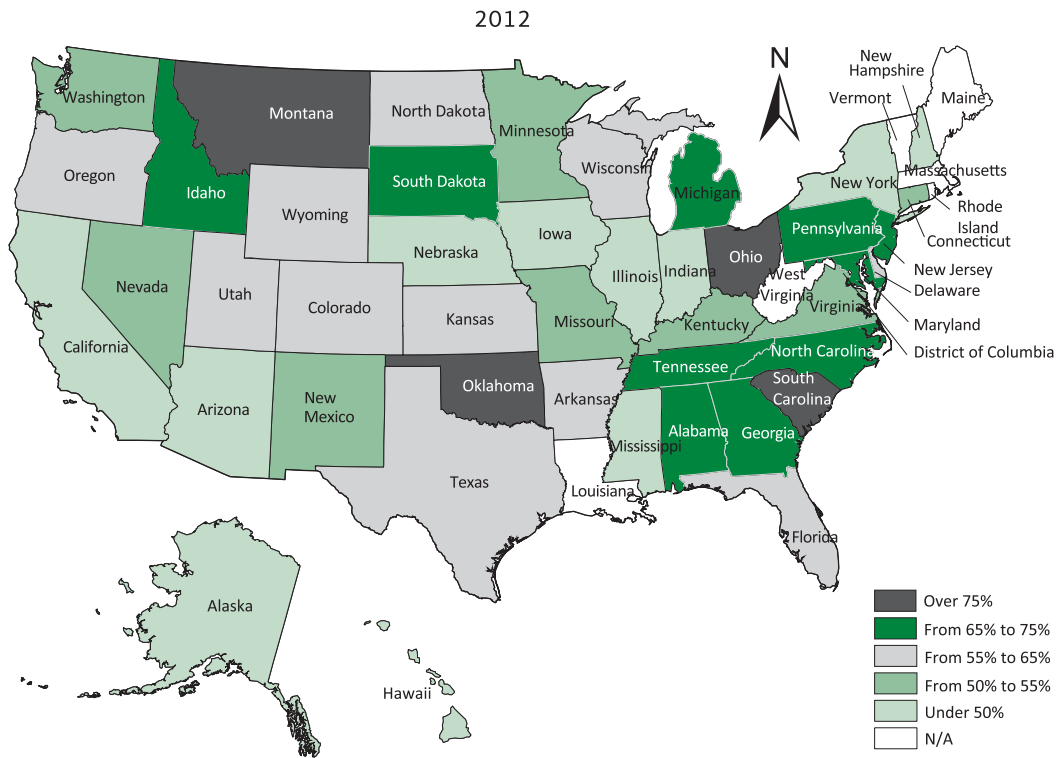 2012
N
New
Hampshire
Vermont
Maine
Washington
Montana
North Dakota
Minnesota
Wisconsin
Michigan
Massachusetts
Oregon
Idaho
South Dakota
New York
Rhode
Island
Wyoming
Pennsylvania
Connecticut
Iowa
Nebraska
Ohio
Illinois
Indiana
West
Virginia
New Jersey
Delaware
Nevada
Utah
Colorado
Kansas
Missouri
Kentucky
Virginia
Maryland
California
District of Columbia
North Carolina
Tennessee
South
Carolina
Oklahoma
Arkansas
Arizona
New
Mexico
Alabama
Georgia
Mississippi
Texas
Louisiana
Florida
Alaska
Hawaii
Over 75%
From 65% to 75%
From 55% to 65%
From 50% to 55%
Under 50%
N/A